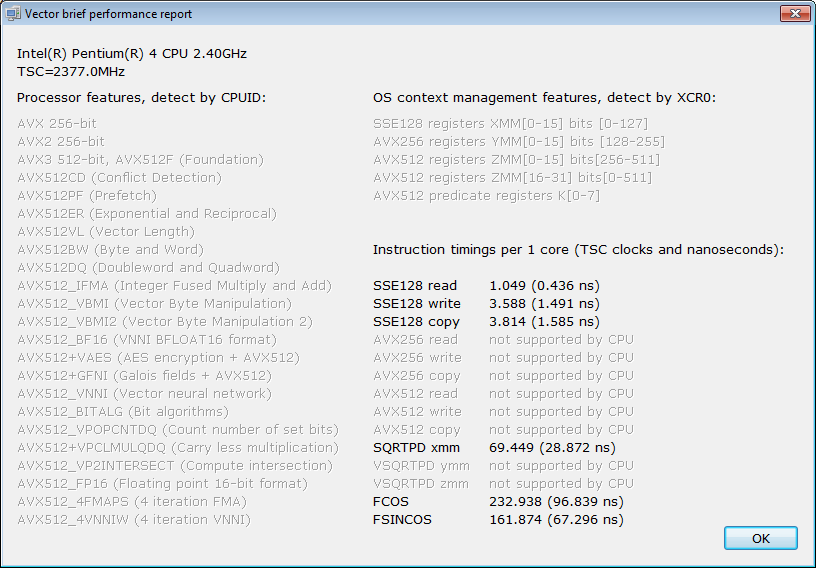 Vector brief performance report
Intel(R) Pentium(R) 4 CPU 2.40GHz
TSC=2377.0MHz
Processor features, detect by CPUID:
AVX 256-bit
AVX2 256-bit
AVX3 512-bit, AVX512F (Foundation)
AVX512CD (Conflict Detection)
AVX512PF (Prefetch)
AVX512ER (Exponential and Reciprocal)
AVX512VL (Vector Length)
AVX512BW (Byte and Word)
AVX512DQ (Doubleword and Quadword)
AVX512_IFMA (Integer Fused Multiply and Add)
AVX512_VBMI (Vector Byte Manipulation)
AVX512_VBMI2 (Vector Byte Manipulation 2)
AVX512_BF16 (VNNI BFLOAT16 format)
AVX512+VAES (AES encryption + AVX512)
AVX512+GFNI (Galois fields + AVX512)
AVX512_VNNI (Vector neural network)
AVX512_BITALG (Bit algorithms)
AVX512_VPOPCNTDQ (Count number of set bits)
AVX512+VPCLMULQDQ (Carry less multiplication)
AVX512_VP2INTERSECT (Compute intersection)
AVX512_FP16 (Floating point 16-bit format)
AVX512_4FMAPS (4 iteration FMA)
AVX512_4VNNIW (4 iteration VNNI)
OS context management features, detect by XCR0:
SSE128 registers XMM[0-15] bits [0-127]
AVX256 registers YMM[0-15] bits [128-255]
AVX512 registers ZMM[0-15] bits[256-511]
AVX512 registers ZMM[16-31] bits[0-511]
AVX512 predicate registers K[0-7]
Instruction timings per 1 core (TSC clocks and nanoseconds):
SSE128 read 1.049 (0.436 ns)
SSE128 write 3.588 (1.491 ns)
SSE128 copy 3.814 (1.585 ns)
AVX256 read not supported by CPU
AVX256 write not supported by CPU
AVX256 copy not supported by CPU
AVX512 read not supported by CPU
AVX512 write not supported by CPU
AVX512 copy not supported by CPU
SQRTPD xmm 69.449 (28.872 ns)
VSQRTPD ymm not supported by CPU
VSQRTPD zmm not supported by CPU
FCOS 232.938 (96.839 ns)
FSINCOS 161.874 (67.296 ns)
OK